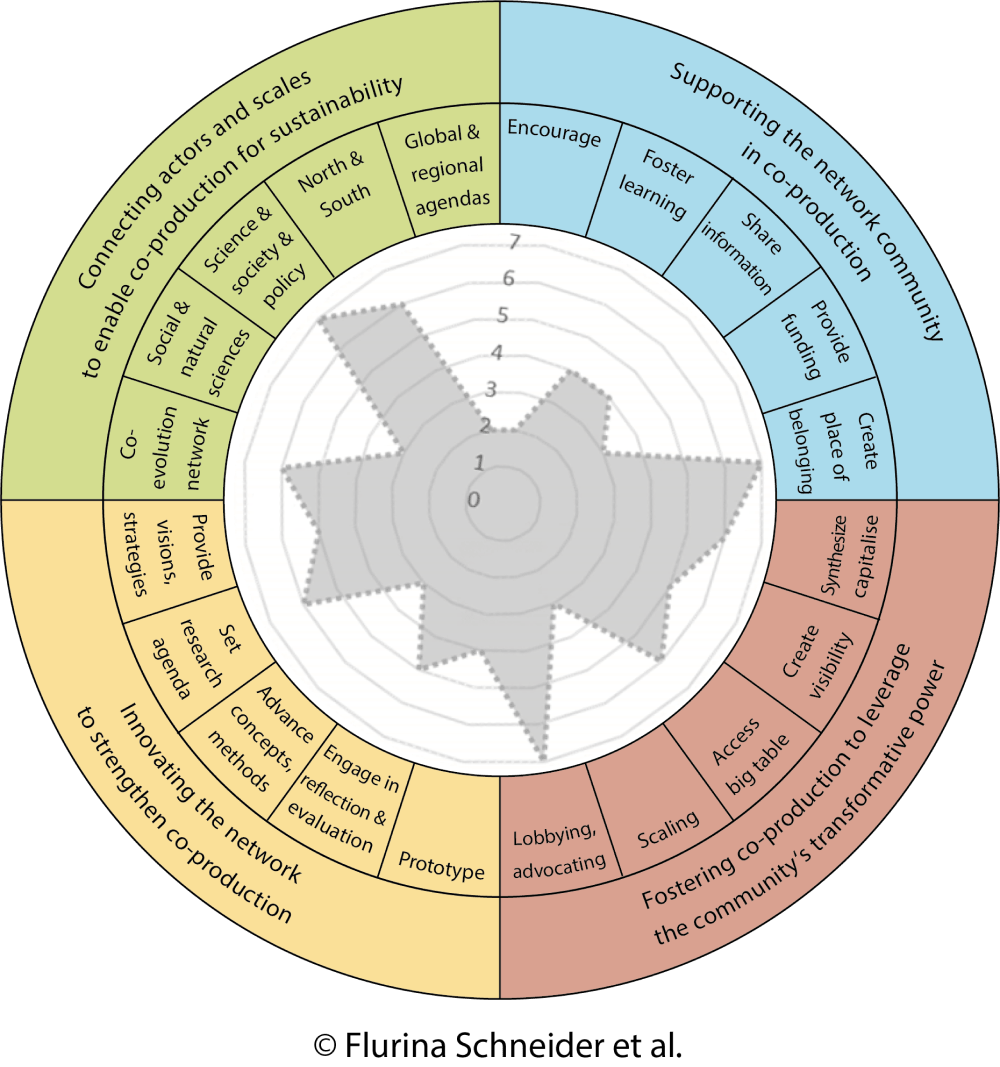 Connecting actors and scales
to enable co-production for sustainability
Supporting the network community
in co-production
Encourage
Foster
learning
Share
information
Provide
funding
Create
place of
belonging
Synthesize
capitalise
Create
visibility
Access
big table
Scaling
Lobbying,
advocating
Fostering co-production to leverage
the community's transformative power
Prototype
Engage in
reflection &
evaluation
Advance
concepts,
methods
Set
research
agenda
Provide
visions,
strategies
Innovating the network
to strengthen co-production
Co-
evolution
network
Social &
natural
sciences
Science &
society &
policy
North &
South
Global &
regional
agendas
7
6
5
4
3
2
1
0
© Flurina Schneider et al.